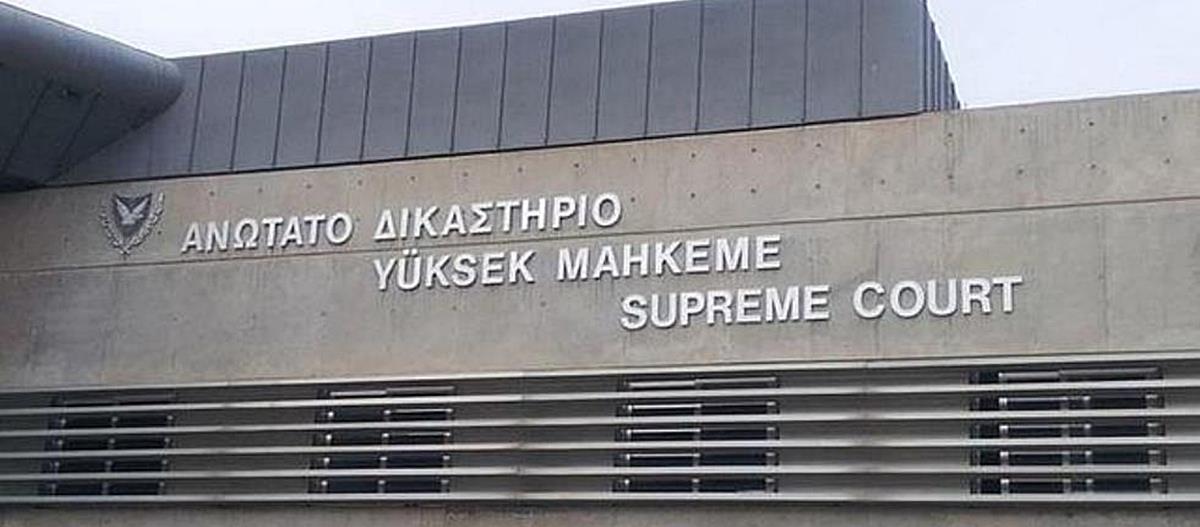 ΑΝΩΤΑΤΟ ΔΙΚΑΣΤΗΡΙΟ
YÜKSEK MAHKEME
SUPREME COURT